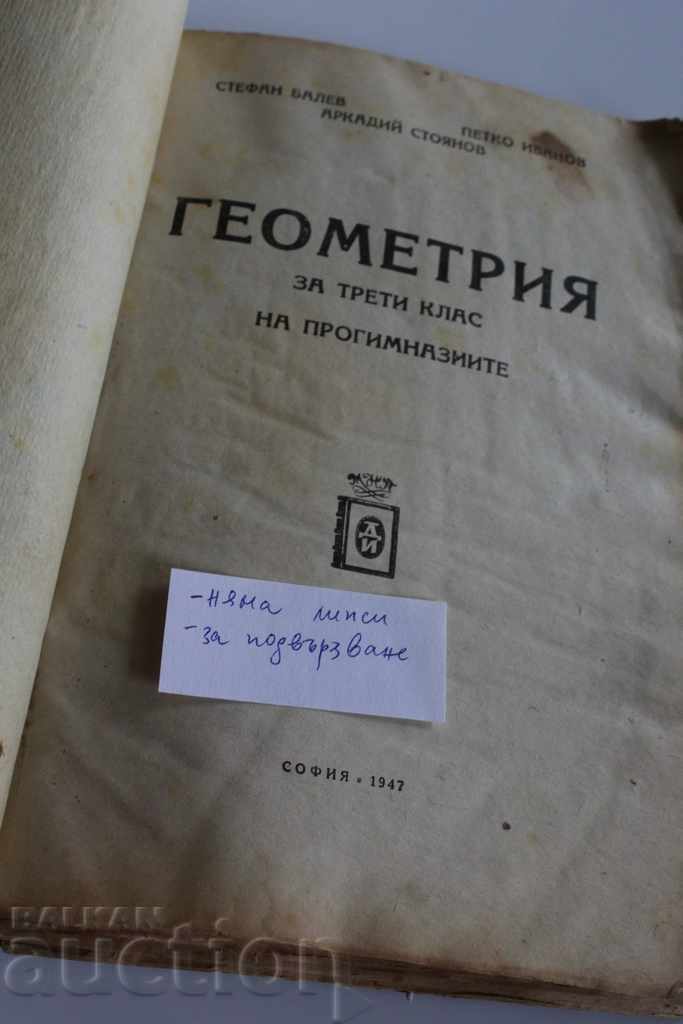 СТЕФАН БАЛЕВ ПЕТКО ИВАНОВ
АРКАДИЙ СТОЯНОВ
ГЕОМЕТРИЯ
ЗА ТРЕТИ КЛАС
НА ПРОГИМНАЗИИТЕ
ДИ
-няма липси
-за подвързване
СОФИЯ • 1947
BALKAN
auction